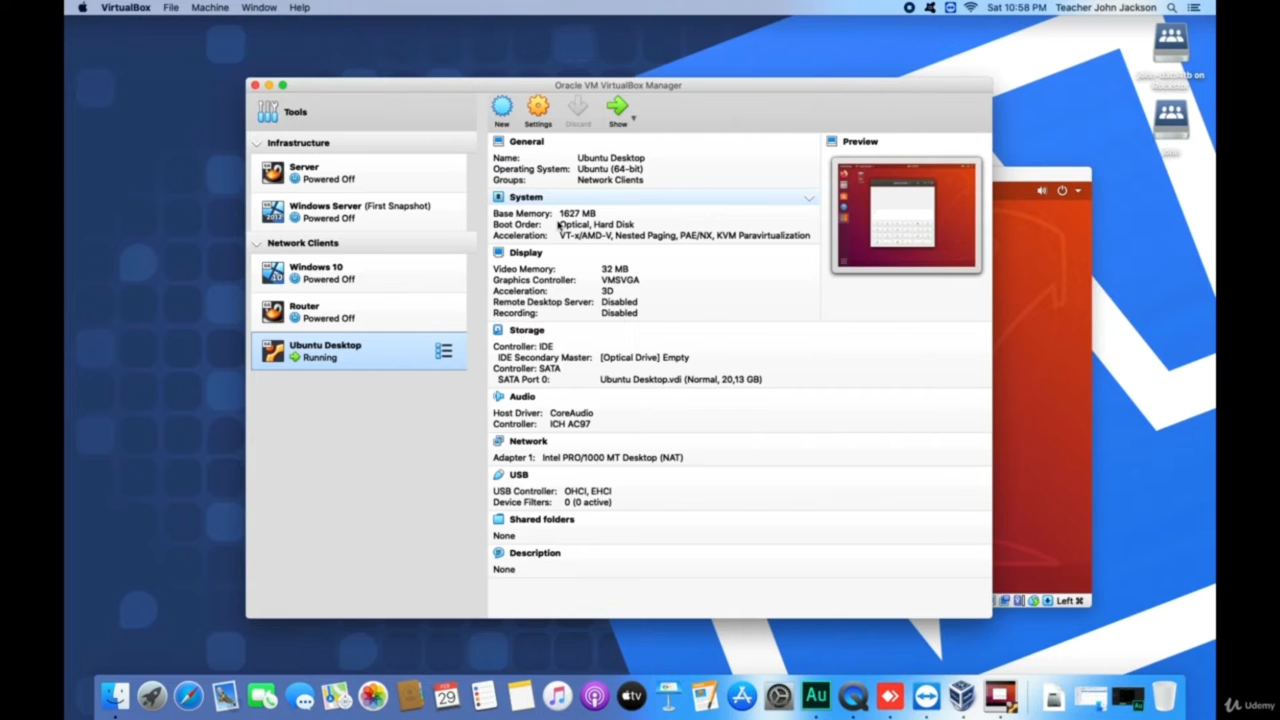 VirtualBox File Machine Window Help
Sat 10:58 PM Teacher John Jackson
Oracle VM VirtualBox Manager
Tools
New Settings Discard Show
Infrastructure
Server
Powered Off
Windows Server (First Snapshot)
Powered Off
Network Clients
Windows 10
Powered Off
Router
Powered Off
Ubuntu Desktop
Running
General
Name: Ubuntu Desktop
Operating System: Ubuntu (64-bit)
Groups: Network Clients
System
Base Memory: 1627 MB
Boot Order: Optical, Hard Disk
Acceleration: VT-x/AMD-V, Nested Paging, PAE/NX, KVM Paravirtualization
Display
Video Memory: 32 MB
Graphics Controller: VMSVGA
Acceleration: 3D
Remote Desktop Server: Disabled
Recording: Disabled
Storage
Controller: IDE
IDE Secondary Master: [Optical Drive] Empty
Controller: SATA
SATA Port 0: Ubuntu Desktop.vdi (Normal, 20,13 GB)
Audio
Host Driver: CoreAudio
Controller: ICH AC97
Network
Adapter 1: Intel PRO/1000 MT Desktop (NAT)
USB
USB Controller: OHCI, EHCI
Device Filters: 0 (0 active)
Shared folders
None
Description
None
Preview
Left ⌘
FEB
29
tv
Au
Udemy